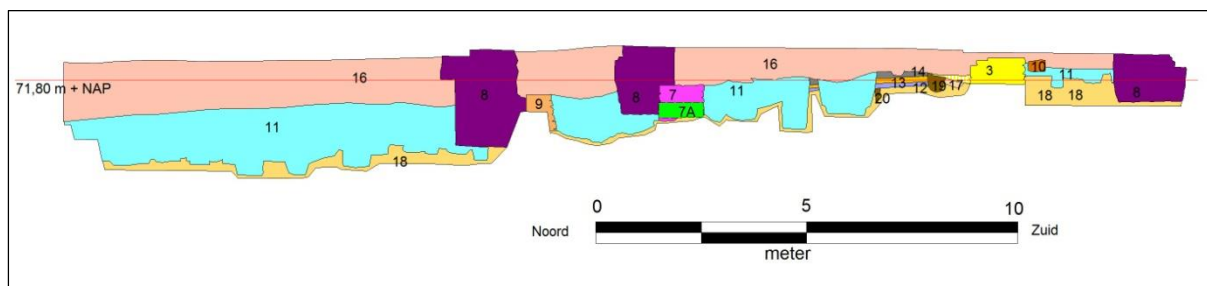 16 8 8 16 14 3 10 11 8
71,80 m + NAP
13 12 19 17
11 9 7 11 18 18
7A 20
18
0 5 10
Noord Zuid
meter